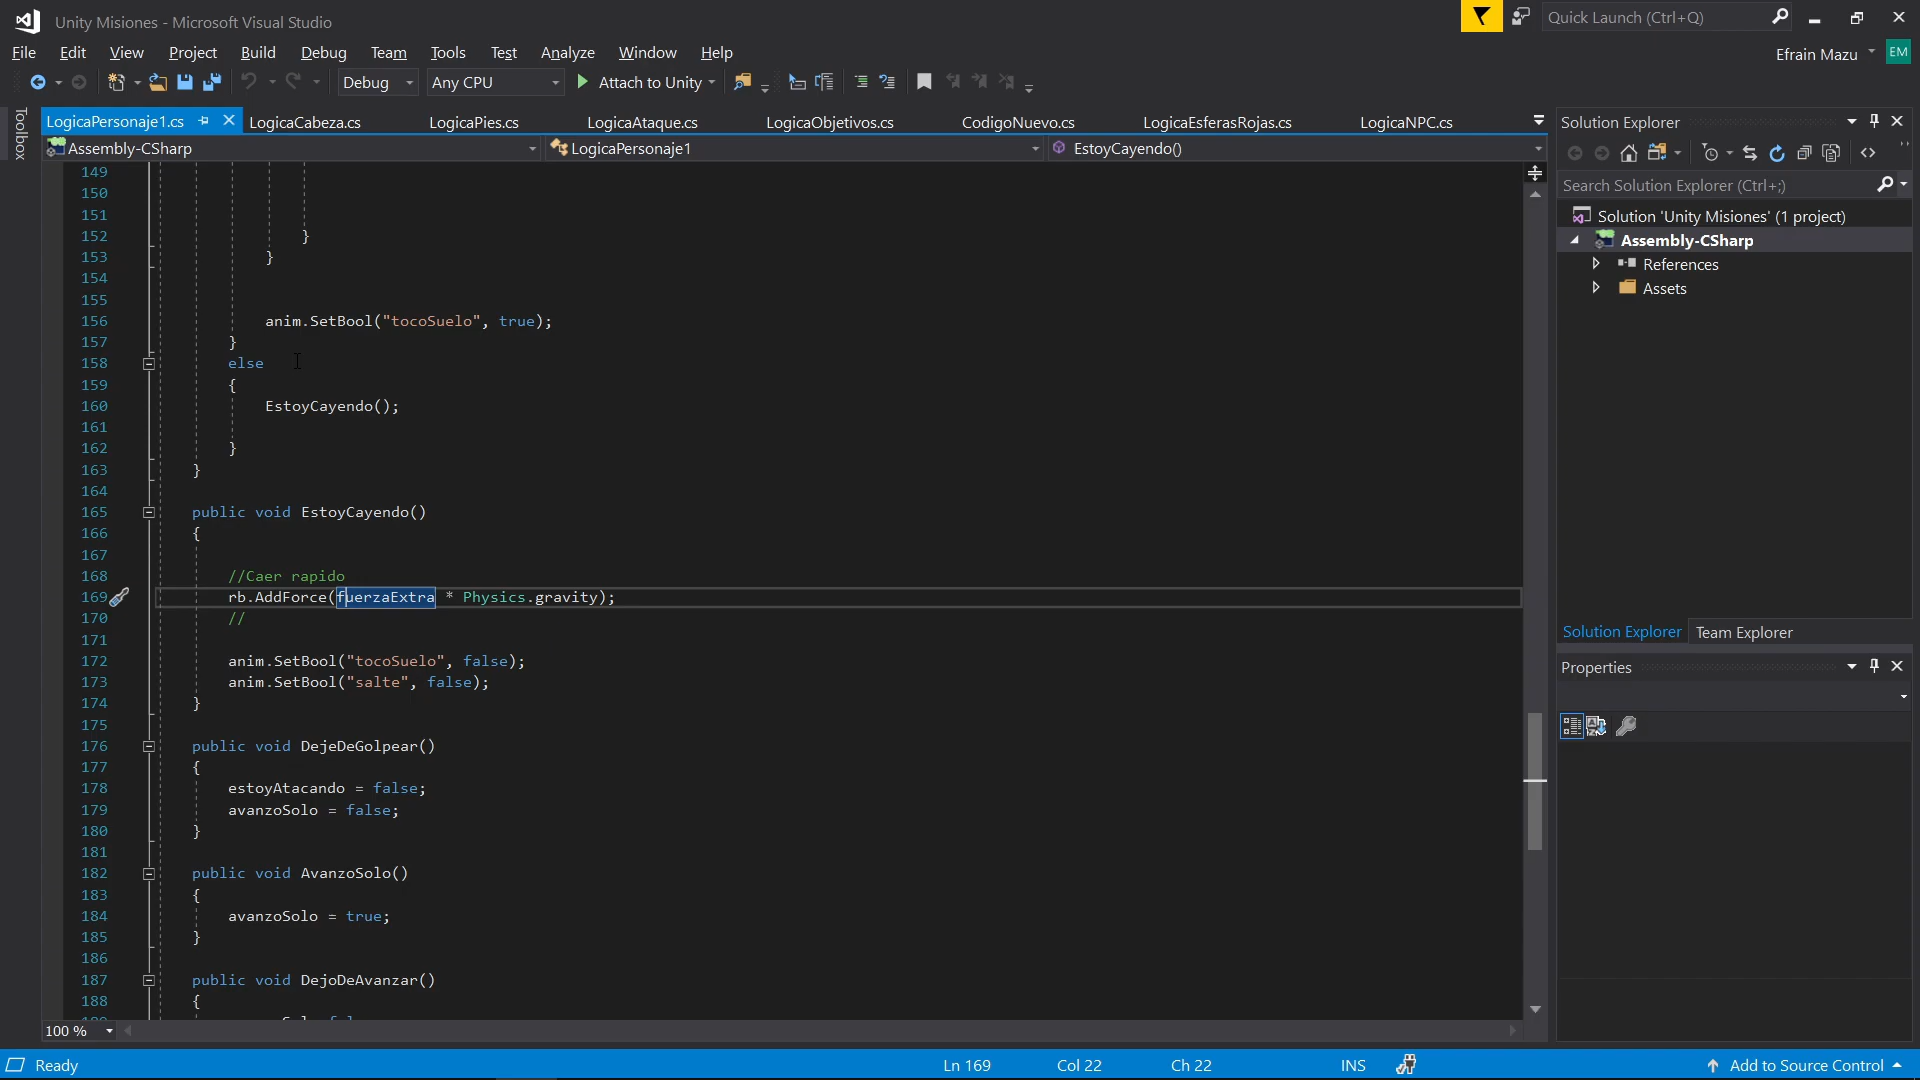 Unity Misiones - Microsoft Visual Studio
Quick Launch (Ctrl+Q)
File Edit View Project Build Debug Team Tools Test Analyze Window Help
Efrain Mazu EM
Debug Any CPU Attach to Unity
Toolbox
LogicaPersonaje1.cs LogicaCabeza.cs LogicaPies.cs LogicaAtaque.cs LogicaObjetivos.cs CodigoNuevo.cs LogicaEsferasRojas.cs LogicaNPC.cs
Assembly-CSharp LogicaPersonaje1 EstoyCayendo()
149
150
151
152 }
153 }
154
155
156 anim.SetBool("tocoSuelo", true);
157 }
158 else
159 {
160 EstoyCayendo();
161
162 }
163 }
164
165 public void EstoyCayendo()
166 {
167
168 //Caer rapido
169 rb.AddForce(fuerzaExtra * Physics.gravity);
170 //
171
172 anim.SetBool("tocoSuelo", false);
173 anim.SetBool("salte", false);
174 }
175
176 public void DejeDeGolpear()
177 {
178 estoyAtacando = false;
179 avanzoSolo = false;
180 }
181
182 public void AvanzoSolo()
183 {
184 avanzoSolo = true;
185 }
186
187 public void DejoDeAvanzar()
188 {
100 %
Solution Explorer
Search Solution Explorer (Ctrl+;)
Solution 'Unity Misiones' (1 project)
Assembly-CSharp
References
Assets
Solution Explorer Team Explorer
Properties
Ready Ln 169 Col 22 Ch 22 INS Add to Source Control